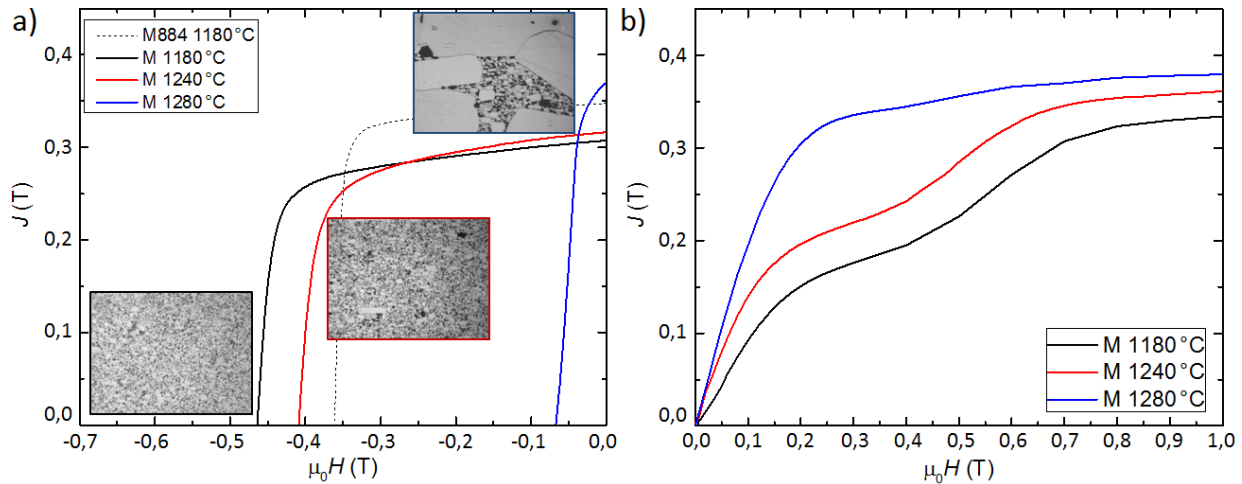 a)
M884 1180°C
M 1180°C
M 1240°C
M 1280°C
0,4
0,3
0,2
0,1
0,0
J (T)
-0,7 -0,6 -0,5 -0,4 -0,3 -0,2 -0,1 0,0
μ₀H (T)
b)
0,4
0,3
0,2
0,1
0,0
J (T)
M 1180°C
M 1240°C
M 1280°C
0,0 0,1 0,2 0,3 0,4 0,5 0,6 0,7 0,8 0,9 1,0
μ₀H (T)